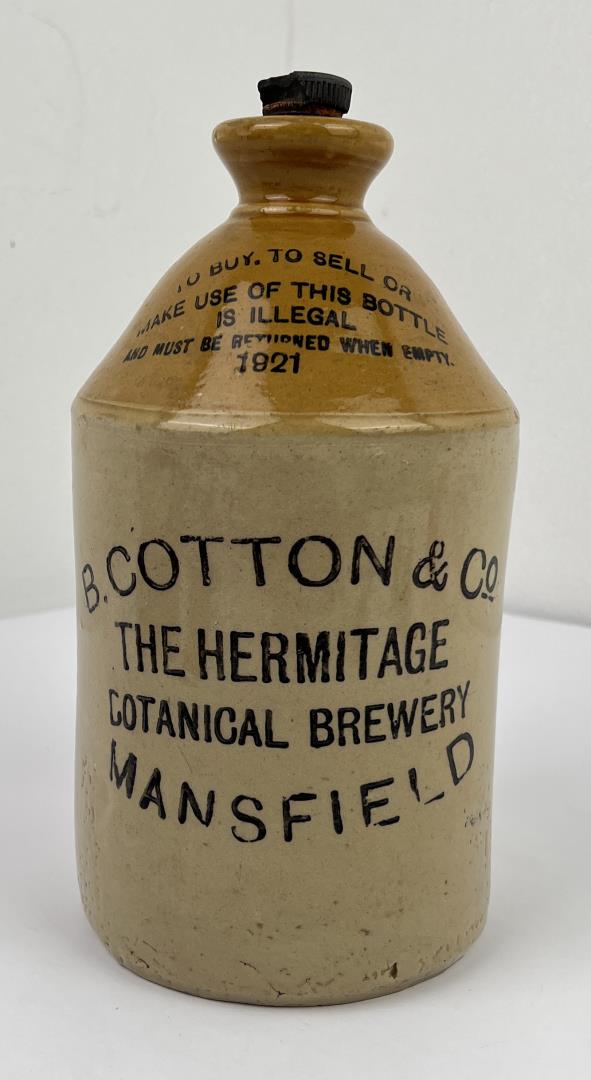 TO BUY. TO SELL OR
MAKE USE OF THIS BOTTLE
IS ILLEGAL
AND MUST BE RETURNED WHEN EMPTY.
1921
B. COTTON & Co
THE HERMITAGE
BOTANICAL BREWERY
MANSFIELD